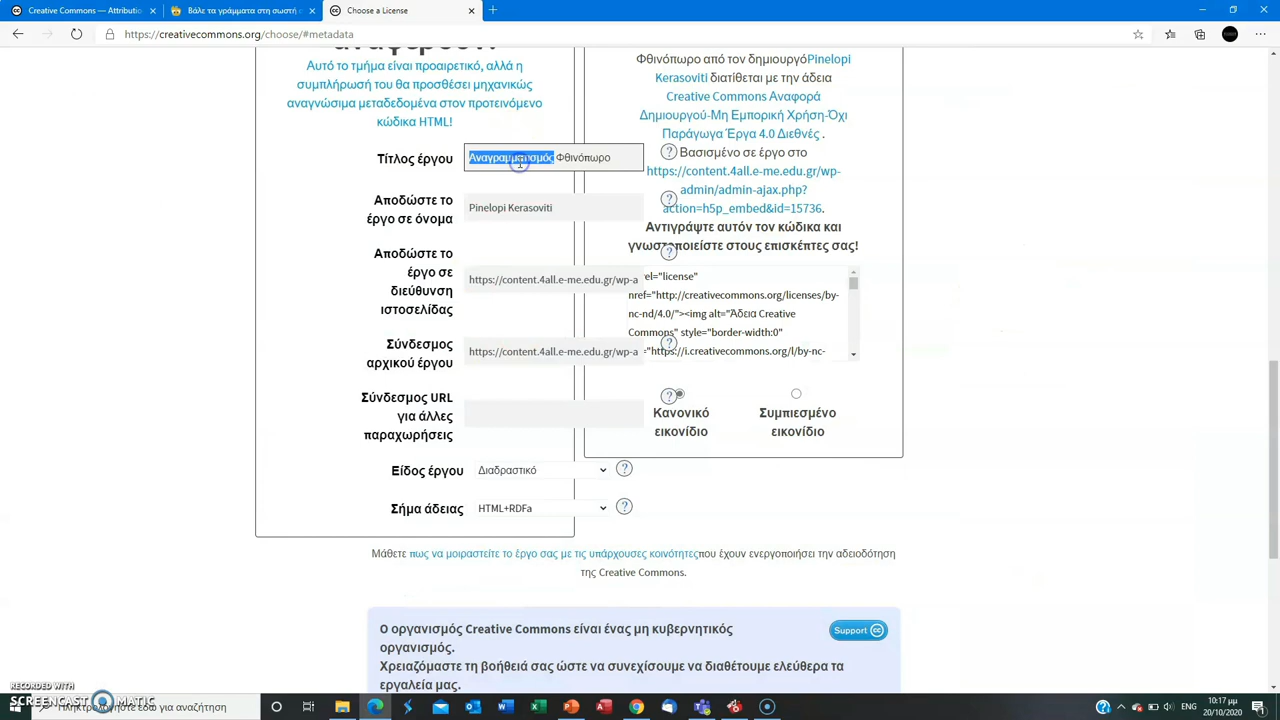 Creative Commons — Attributio
Βάλε τα γράμματα στη σωστή σ
Choose a License
https://creativecommons.org/choose/#metadata
Αυτό το τμήμα είναι προαιρετικό, αλλά η
συμπλήρωσή του θα προσθέσει μηχανικώς
αναγνώσιμα μεταδεδομένα στον προτεινόμενο
κώδικα HTML!
Τίτλος έργου
Αναγραμματισμός Φθινόπωρο
Αποδώστε το
έργο σε όνομα
Pinelopi Kerasoviti
Αποδώστε το
έργο σε
διεύθυνση
ιστοσελίδας
https://content.4all.e-me.edu.gr/wp-a
Σύνδεσμος
αρχικού έργου
https://content.4all.e-me.edu.gr/wp-a
Σύνδεσμος URL
για άλλες
παραχωρήσεις
Είδος έργου
Διαδραστικό
Σήμα άδειας
HTML+RDFa
Φθινόπωρο από τον δημιουργόPinelopi
Kerasoviti διατίθεται με την άδεια
Creative Commons Αναφορά
Δημιουργού-Μη Εμπορική Χρήση-Όχι
Παράγωγα Έργα 4.0 Διεθνές .
Βασισμένο σε έργο στο
https://content.4all.e-me.edu.gr/wp-
admin/admin-ajax.php?
action=h5p_embed&id=15736.
Αντιγράψτε αυτόν τον κώδικα και
γνωστοποιείστε στους επισκέπτες σας!
rel="license"
href="http://creativecommons.org/licenses/by-
nc-nd/4.0/"><img alt="Άδεια Creative
Commons" style="border-width:0"
"https://i.creativecommons.org/l/by-nc-
Κανονικό
εικονίδιο
Συμπιεσμένο
εικονίδιο
Μάθετε πως να μοιραστείτε το έργο σας με τις υπάρχουσες κοινότητεςπου έχουν ενεργοποιήσει την αδειοδότηση
της Creative Commons.
Ο οργανισμός Creative Commons είναι ένας μη κυβερνητικός
οργανισμός.
Χρειαζόμαστε τη βοήθειά σας ώστε να συνεχίσουμε να διαθέτουμε ελεύθερα τα
εργαλεία μας.
Support
RECORDED WITH
SCREENCAST MATIC
Πληκτρολογήστε εδώ για αναζήτηση
10:17 μμ
20/10/2020